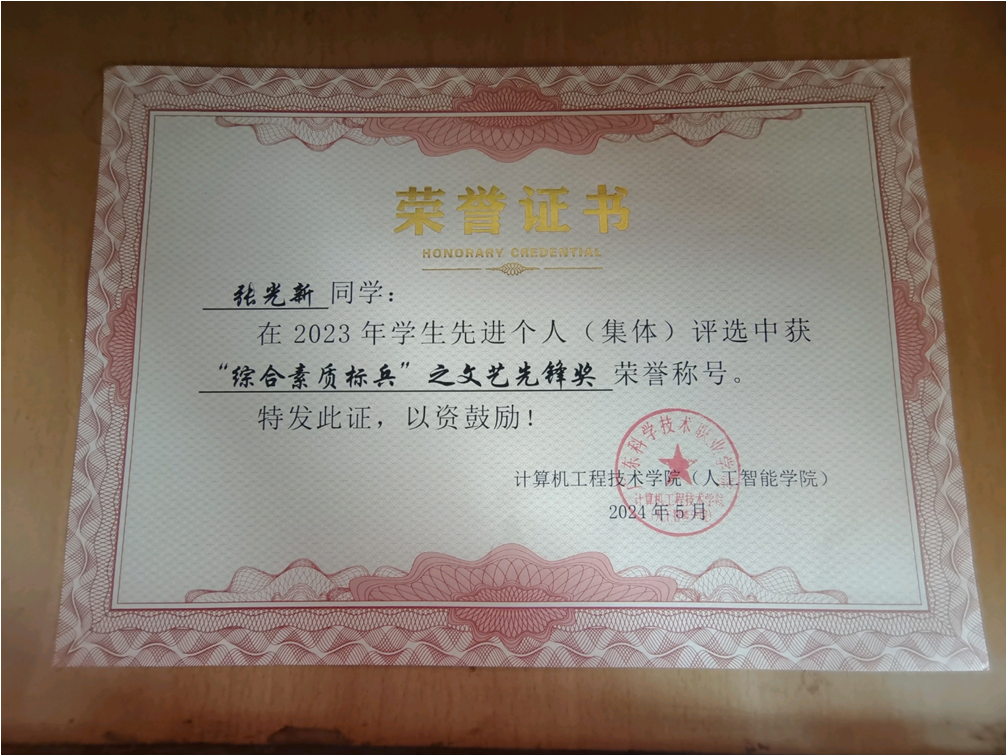 荣誉证书
HONORARY CREDENTIAL
张光新 同学：
在 2023 年学生先进个人（集体）评选中获
“综合素质标兵”之文艺先锋奖 荣誉称号。
特发此证，以资鼓励!
计算机工程技术学院（人工智能学院）
2024 年 5 月
东科学技术职业学
计算机工程技术学院